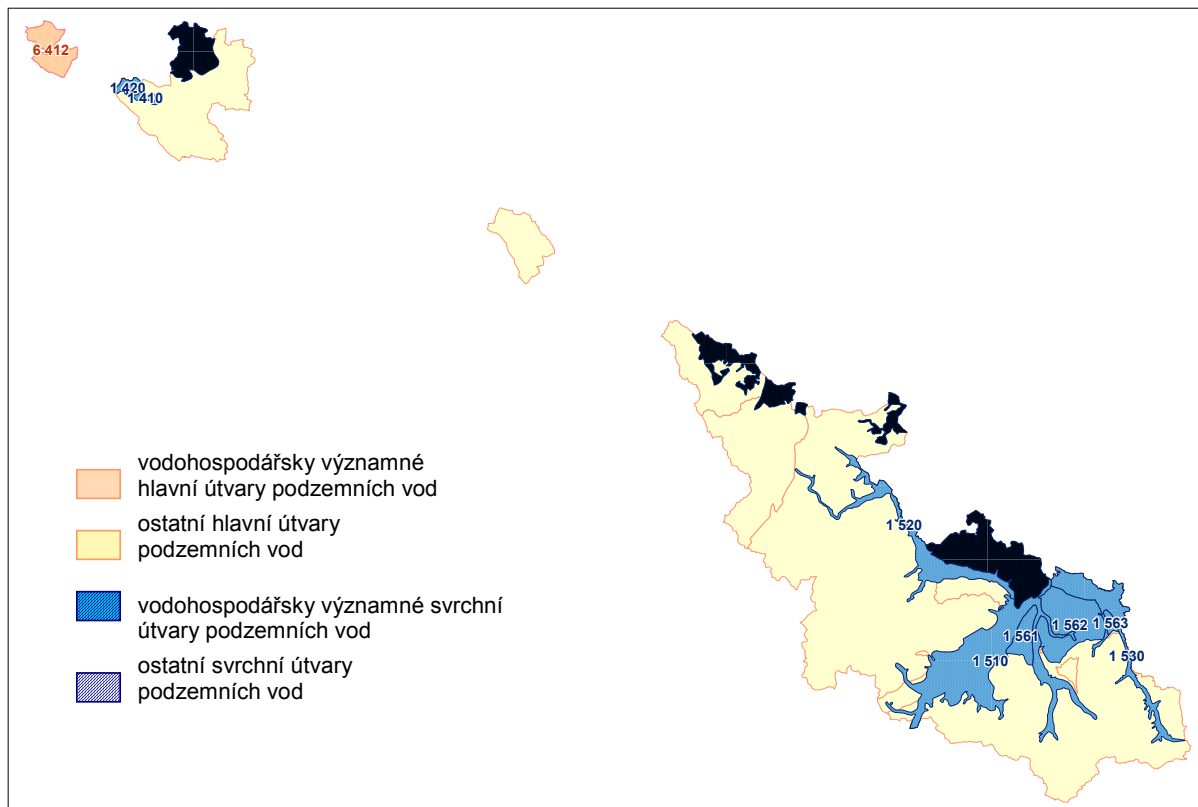 6 412
1 420
1 410
vodohospodářsky významné
hlavní útvary podzemních vod
ostatní hlavní útvary
podzemních vod
vodohospodářsky významné svrchní
útvary podzemních vod
ostatní svrchní útvary
podzemních vod
1 520
1 561
1 562
1 563
1 510
1 530